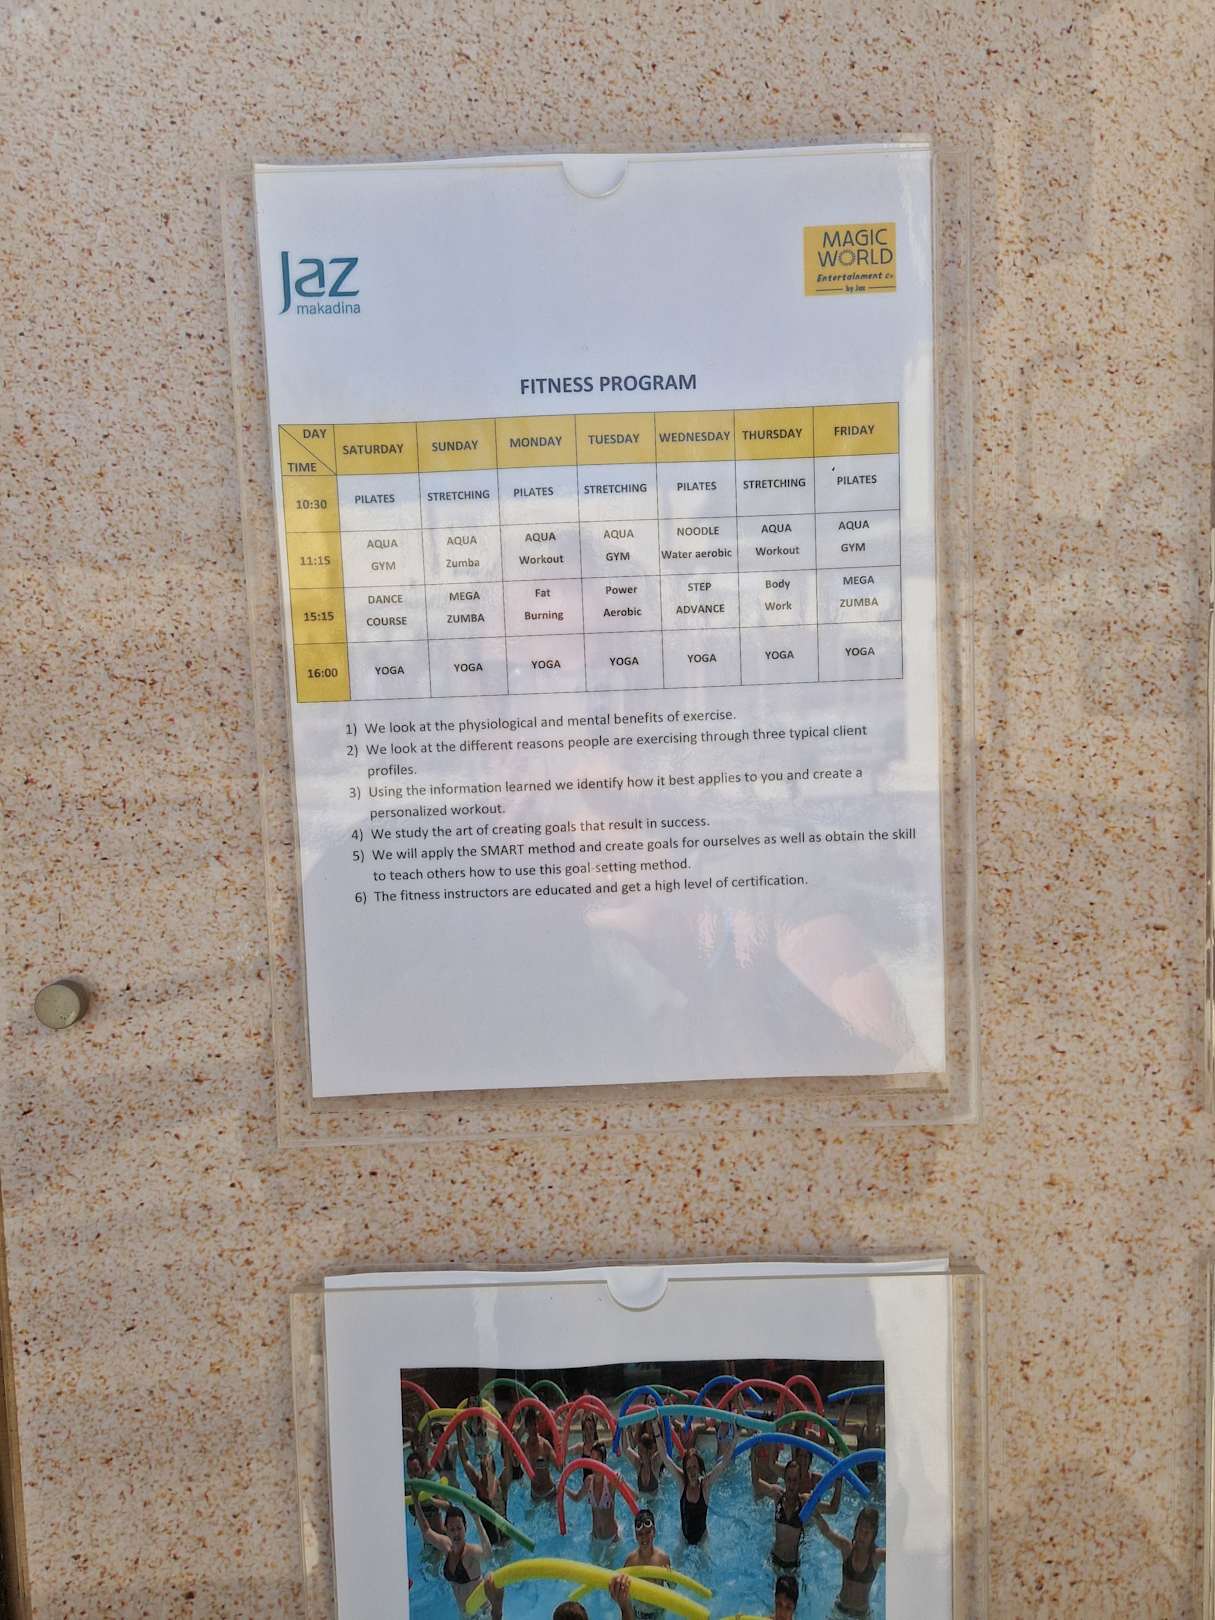 Jaz
makadina
MAGIC
WORLD
Entertainment Co
by Jaz
FITNESS PROGRAM
DAY
TIME
SATURDAY SUNDAY MONDAY TUESDAY WEDNESDAY THURSDAY FRIDAY
10:30 PILATES STRETCHING PILATES STRETCHING PILATES STRETCHING PILATES
11:15 AQUA GYM AQUA Zumba AQUA Workout AQUA GYM NOODLE Water aerobic AQUA Workout AQUA GYM
15:15 DANCE COURSE MEGA ZUMBA Fat Burning Power Aerobic STEP ADVANCE Body Work MEGA ZUMBA
16:00 YOGA YOGA YOGA YOGA YOGA YOGA YOGA
1) We look at the physiological and mental benefits of exercise.
2) We look at the different reasons people are exercising through three typical client
profiles.
3) Using the information learned we identify how it best applies to you and create a
personalized workout.
4) We study the art of creating goals that result in success.
5) We will apply the SMART method and create goals for ourselves as well as obtain the skill
to teach others how to use this goal-setting method.
6) The fitness instructors are educated and get a high level of certification.